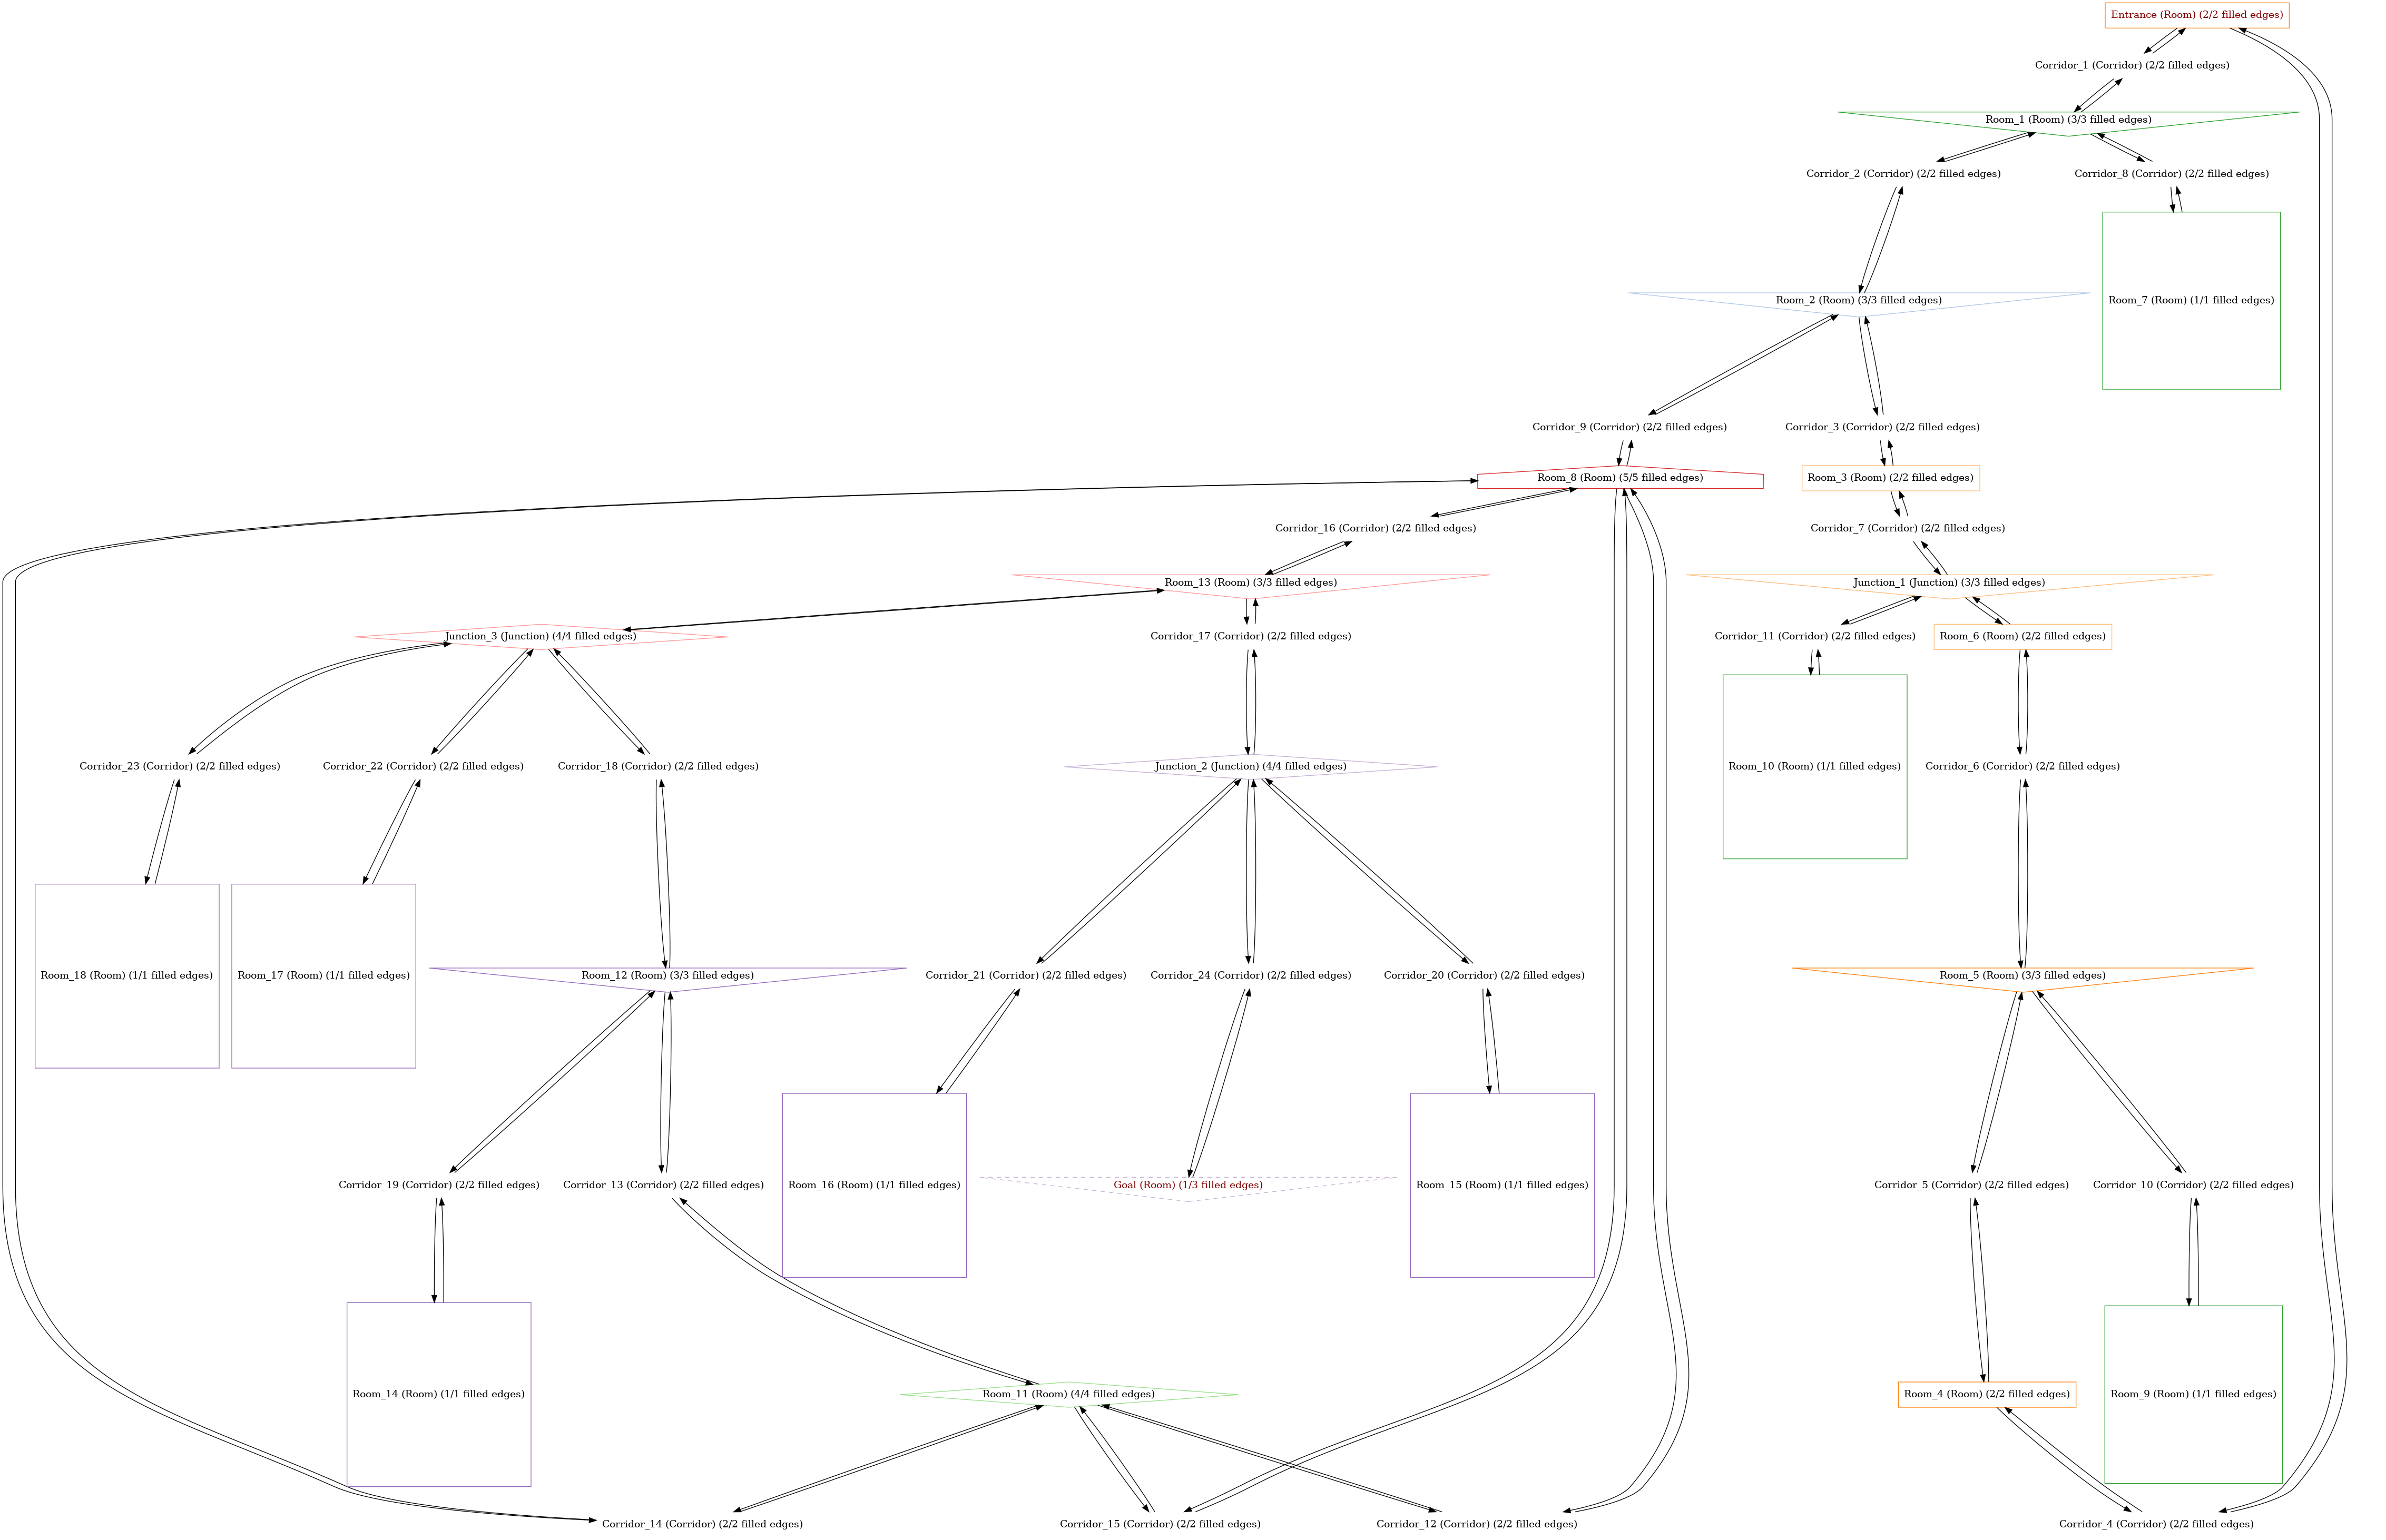 Entrance (Room) (2/2 filled edges)
Corridor_1 (Corridor) (2/2 filled edges)
Room_1 (Room) (3/3 filled edges)
Corridor_2 (Corridor) (2/2 filled edges)
Corridor_8 (Corridor) (2/2 filled edges)
Room_2 (Room) (3/3 filled edges)
Room_7 (Room) (1/1 filled edges)
Corridor_9 (Corridor) (2/2 filled edges)
Corridor_3 (Corridor) (2/2 filled edges)
Room_8 (Room) (5/5 filled edges)
Room_3 (Room) (2/2 filled edges)
Corridor_16 (Corridor) (2/2 filled edges)
Corridor_7 (Corridor) (2/2 filled edges)
Room_13 (Room) (3/3 filled edges)
Junction_1 (Junction) (3/3 filled edges)
Junction_3 (Junction) (4/4 filled edges)
Corridor_17 (Corridor) (2/2 filled edges)
Corridor_11 (Corridor) (2/2 filled edges)
Room_6 (Room) (2/2 filled edges)
Corridor_23 (Corridor) (2/2 filled edges)
Corridor_22 (Corridor) (2/2 filled edges)
Corridor_18 (Corridor) (2/2 filled edges)
Junction_2 (Junction) (4/4 filled edges)
Room_10 (Room) (1/1 filled edges)
Corridor_6 (Corridor) (2/2 filled edges)
Room_18 (Room) (1/1 filled edges)
Room_17 (Room) (1/1 filled edges)
Room_12 (Room) (3/3 filled edges)
Corridor_21 (Corridor) (2/2 filled edges)
Corridor_24 (Corridor) (2/2 filled edges)
Corridor_20 (Corridor) (2/2 filled edges)
Room_5 (Room) (3/3 filled edges)
Corridor_19 (Corridor) (2/2 filled edges)
Corridor_13 (Corridor) (2/2 filled edges)
Room_16 (Room) (1/1 filled edges)
Goal (Room) (1/3 filled edges)
Room_15 (Room) (1/1 filled edges)
Corridor_5 (Corridor) (2/2 filled edges)
Corridor_10 (Corridor) (2/2 filled edges)
Room_14 (Room) (1/1 filled edges)
Room_11 (Room) (4/4 filled edges)
Room_4 (Room) (2/2 filled edges)
Room_9 (Room) (1/1 filled edges)
Corridor_14 (Corridor) (2/2 filled edges)
Corridor_15 (Corridor) (2/2 filled edges)
Corridor_12 (Corridor) (2/2 filled edges)
Corridor_4 (Corridor) (2/2 filled edges)